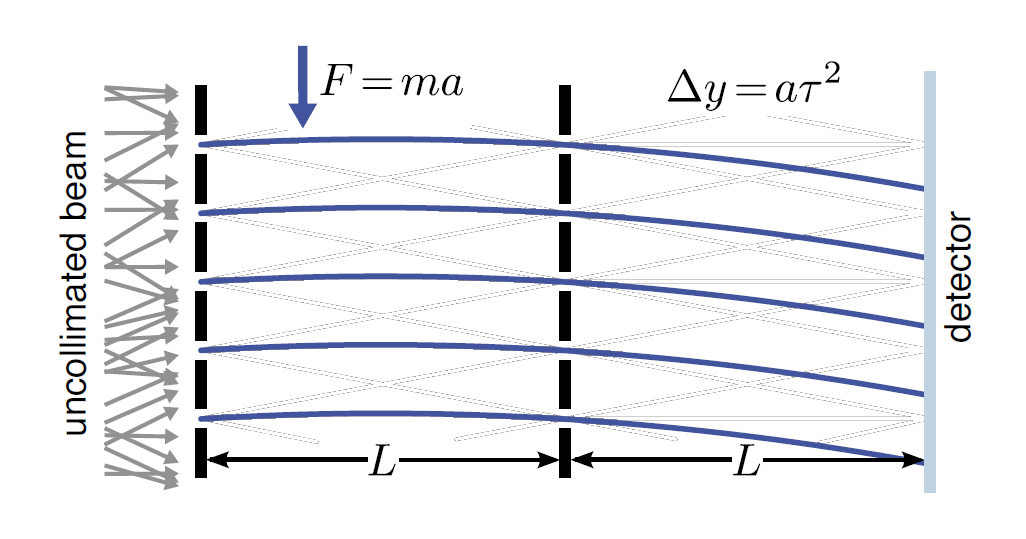 uncollimated beam
F = ma
Δy = aτ²
L
L
detector